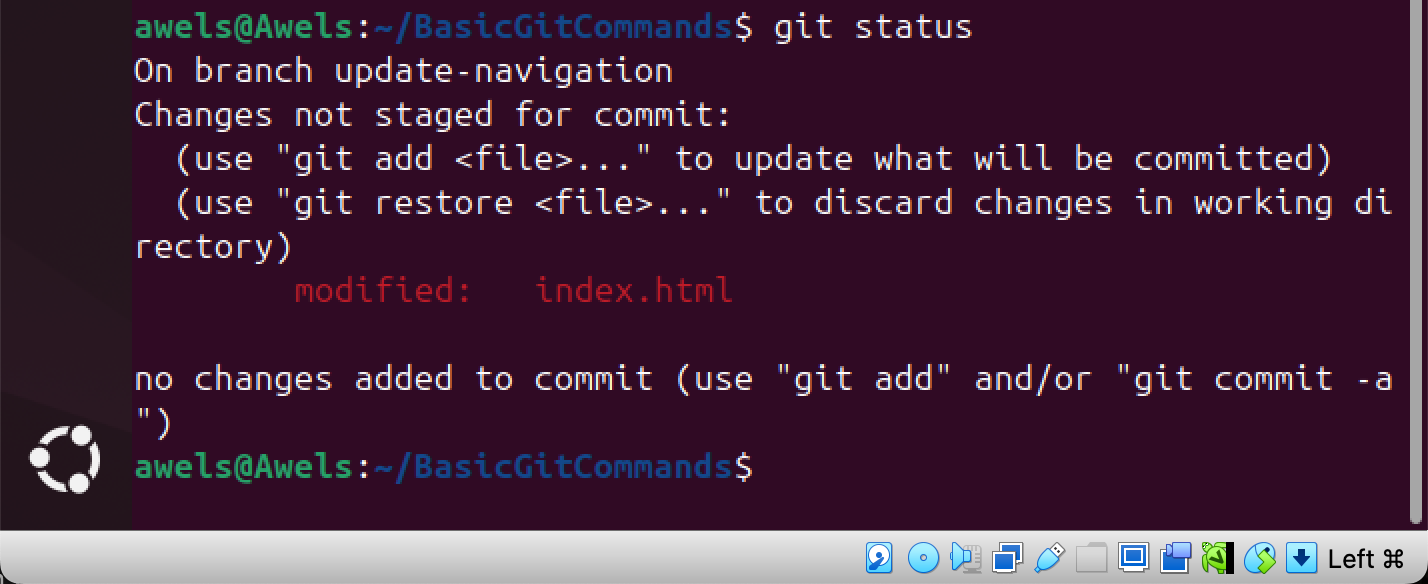 awels@Awels:~/BasicGitCommands$ git status
On branch update-navigation
Changes not staged for commit:
  (use "git add <file>..." to update what will be committed)
  (use "git restore <file>..." to discard changes in working di
rectory)
        modified:   index.html
no changes added to commit (use "git add" and/or "git commit -a
")
awels@Awels:~/BasicGitCommands$
Left ⌘